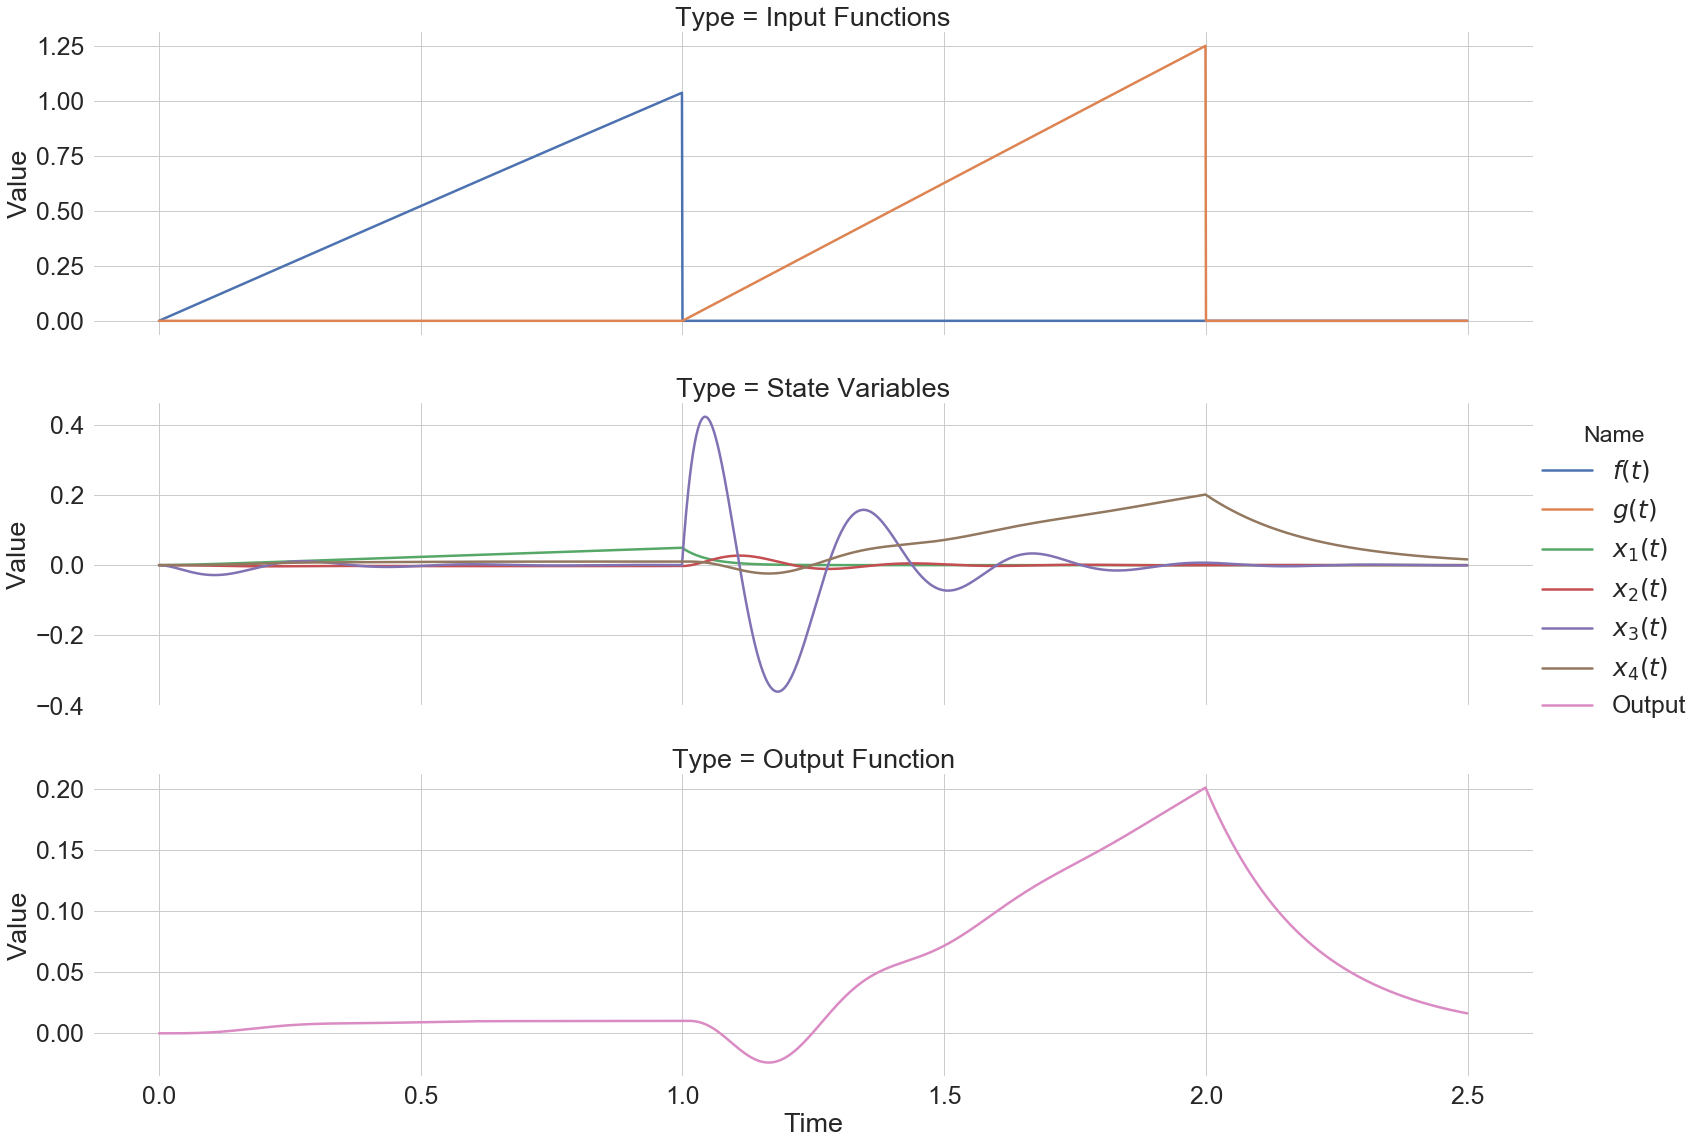 Type = Input Functions
Value
1.25
1.00
0.75
0.50
0.25
0.00
Type = State Variables
Value
0.4
0.2
0.0
−0.2
−0.4
Name
f(t)
g(t)
x₁(t)
x₂(t)
x₃(t)
x₄(t)
Output
Type = Output Function
Value
0.20
0.15
0.10
0.05
0.00
0.0 0.5 1.0 1.5 2.0 2.5
Time